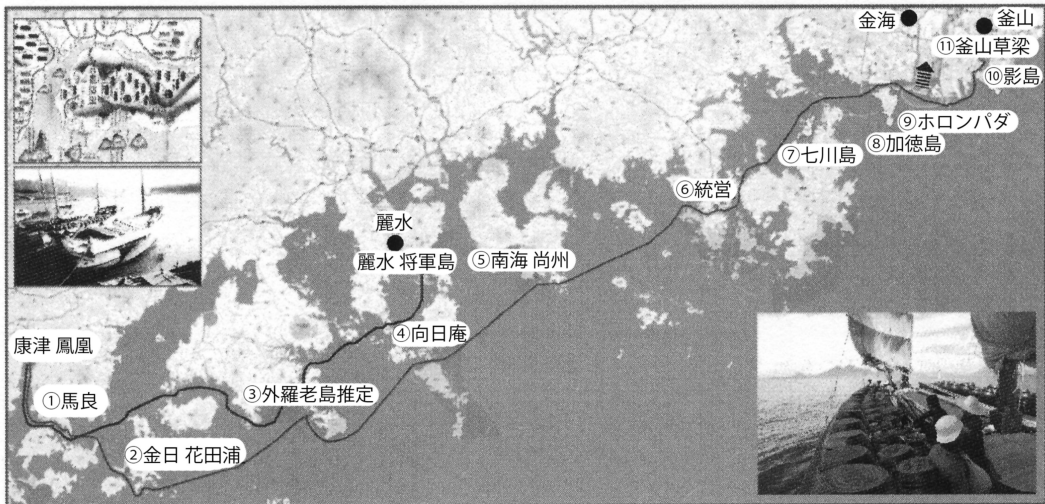 金海
釜山
⑪釜山草梁
⑩影島
⑨ホロンパダ
⑧加徳島
⑦七川島
⑥統営
麗水
麗水 将軍島
⑤南海 尚州
④向日庵
康津 鳳凰
③外羅老島推定
①馬良
②金日 花田浦